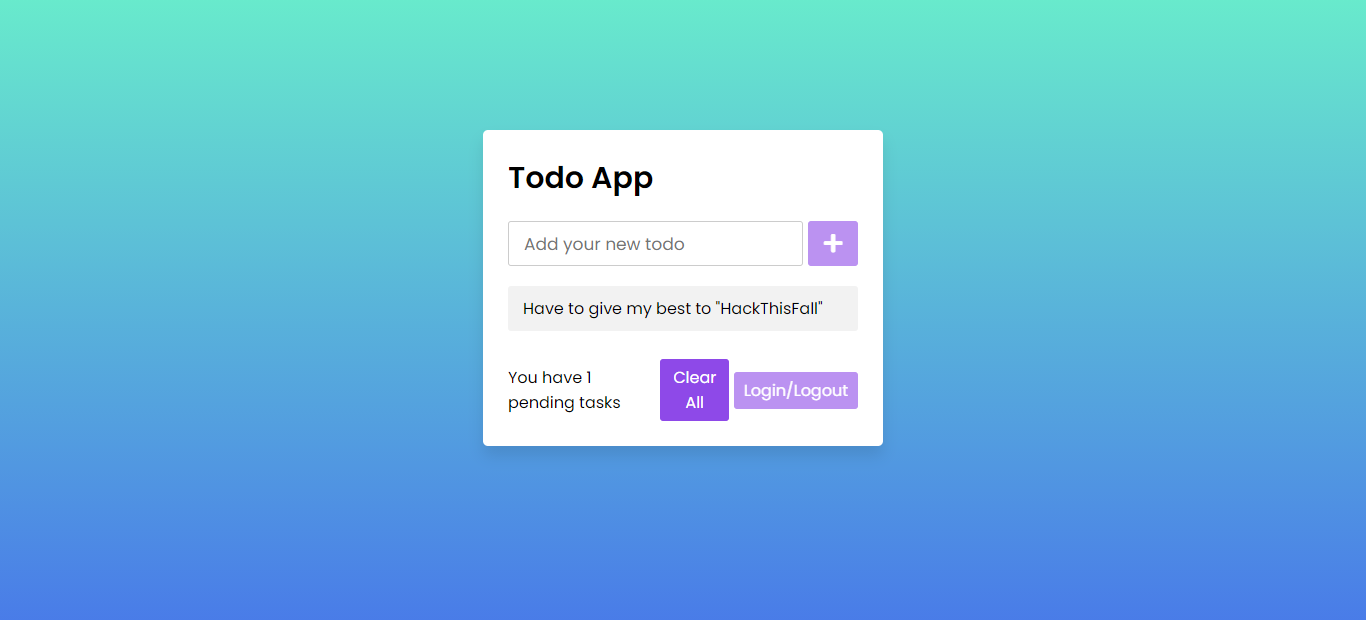 Todo App
Add your new todo
Have to give my best to "HackThisFall"
You have 1
pending tasks
Clear
All
Login/Logout